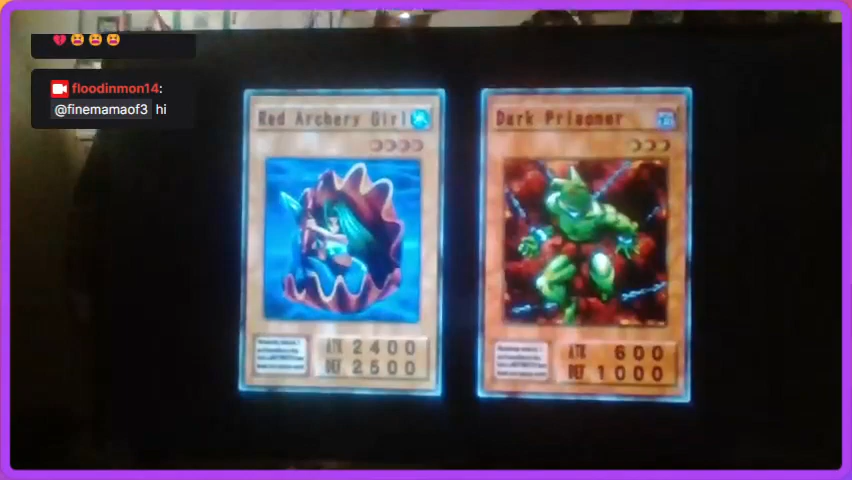 💔😫😫😫
floodinmon14:
@finemamaof3 hi
Red Archery Girl
ATK 2400
DEF 2500
Dark Prisoner
ATK 600
DEF 1000